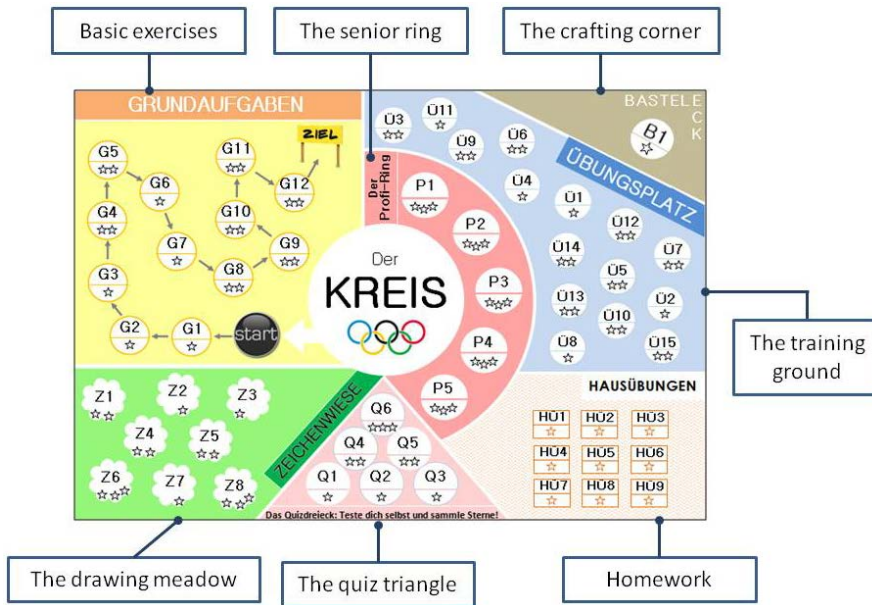 Basic exercises
The senior ring
The crafting corner
GRUNDAUFGABEN
ZIEL
G1
G2
G3
G4
G5
G6
G7
G8
G9
G10
G11
G12
start
Der
Profi-Ring
P1
P2
P3
P4
P5
Der
KREIS
BASTELECK
B1
ÜBUNGSPLATZ
Ü3
Ü11
Ü9
Ü6
Ü4
Ü1
Ü12
Ü7
Ü14
Ü5
Ü13
Ü10
Ü2
Ü8
Ü15
The training
ground
HAUSÜBUNGEN
HÜ1 HÜ2 HÜ3
HÜ4 HÜ5 HÜ6
HÜ7 HÜ8 HÜ9
ZEICHENWIESE
Z1
Z2
Z3
Z4
Z5
Z6
Z7
Z8
Q6
Q4 Q5
Q1 Q2 Q3
Das Quizdreieck: Teste dich selbst und sammle Sterne!
The drawing meadow
The quiz triangle
Homework